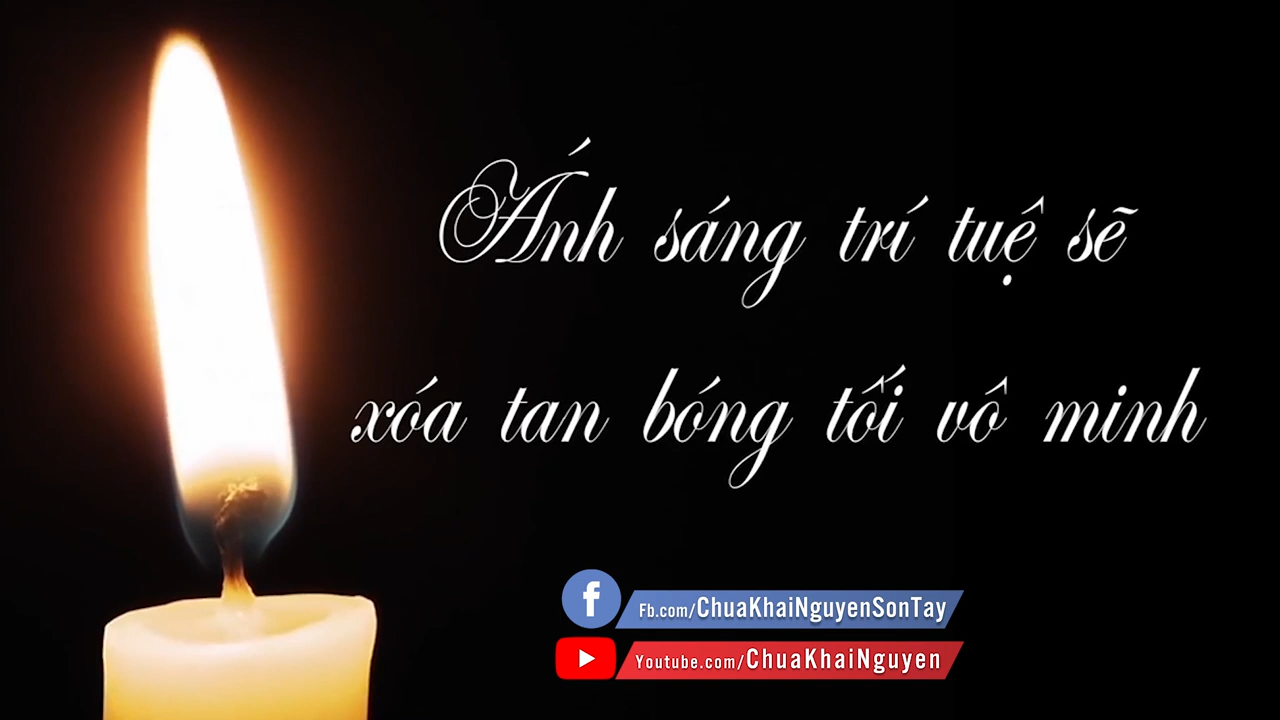 Ánh sáng trí tuệ sẽ
xóa tan bóng tối vô minh
Fb.com/ChuaKhaiNguyenSonTay
Youtube.com/ChuaKhaiNguyen